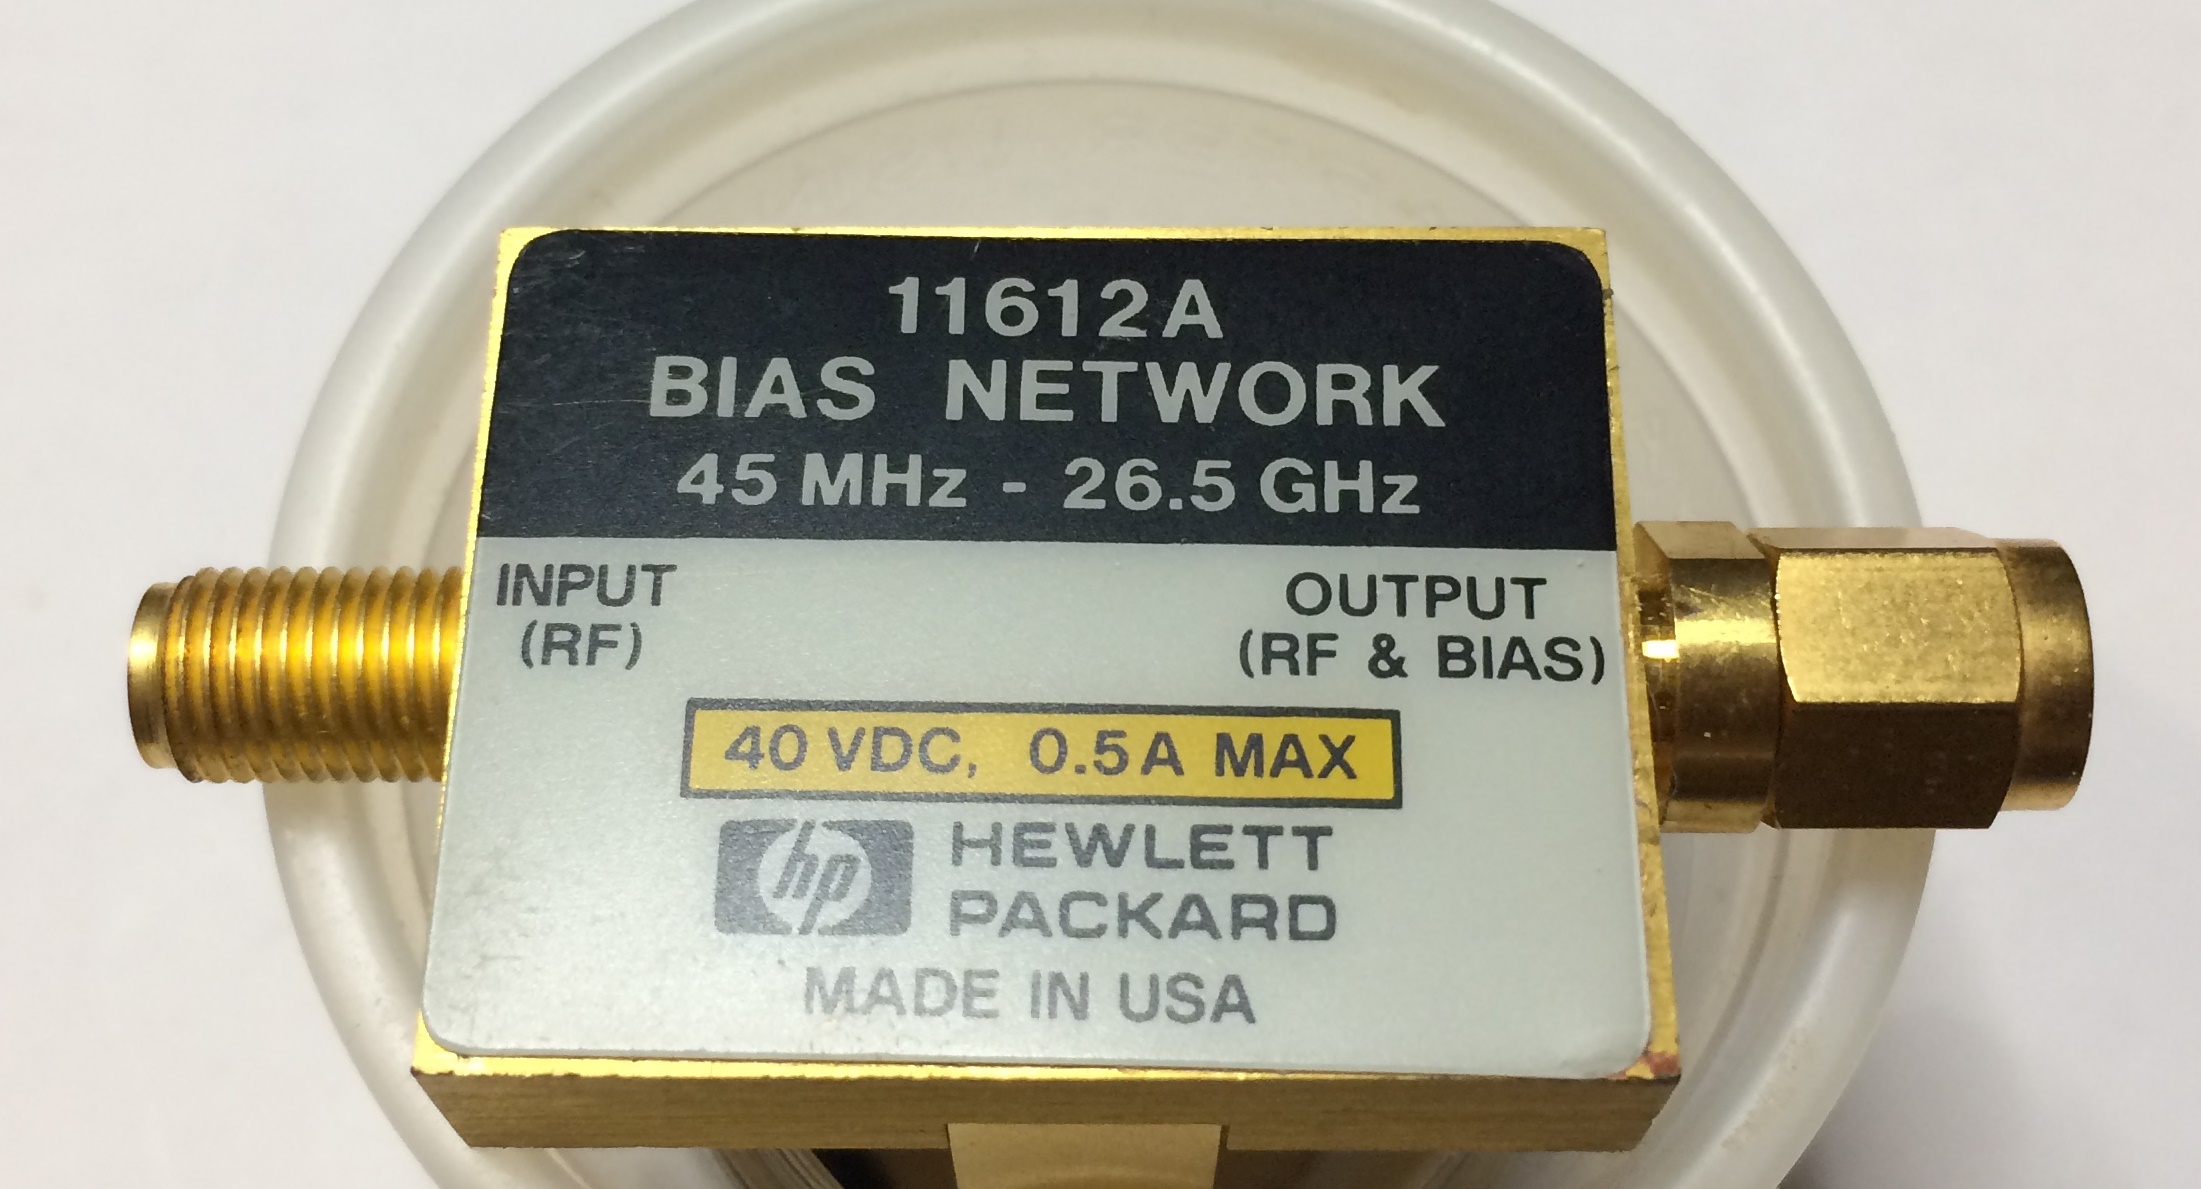 11612A
BIAS NETWORK
45 MHz - 26.5 GHz
INPUT
(RF)
OUTPUT
(RF & BIAS)
40 VDC, 0.5A MAX
hp HEWLETT
PACKARD
MADE IN USA